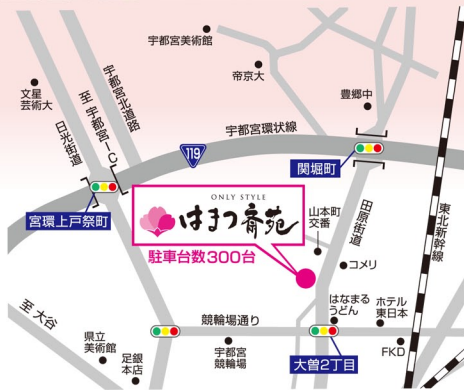 宇都宮美術館
帝京大
文星
芸術大
日光街道
至 宇都宮IC
宇都宮北道路
豊郷中
宇都宮環状線
119
関堀町
宮環上戸祭町
ONLY STYLE
はまつ斎苑
駐車台数300台
山本町
交番
田原街道
東北新幹線
コメリ
至 大谷
県立
美術館
足銀
本店
競輪場通り
宇都宮
競輪場
はなまる
うどん
ホテル
東日本
大曽2丁目
FKD